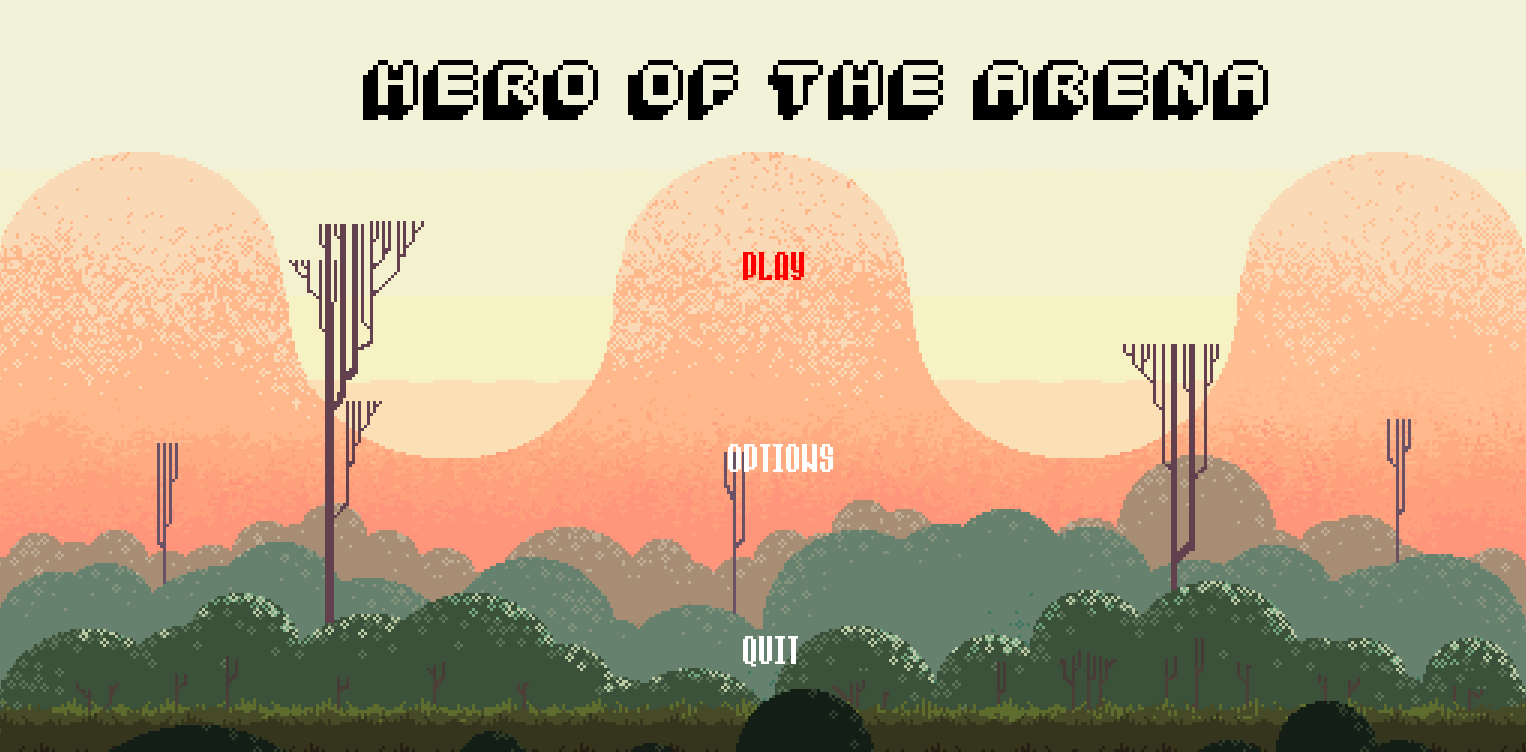 HERO OF THE ARENA
PLAY
OPTIONS
QUIT